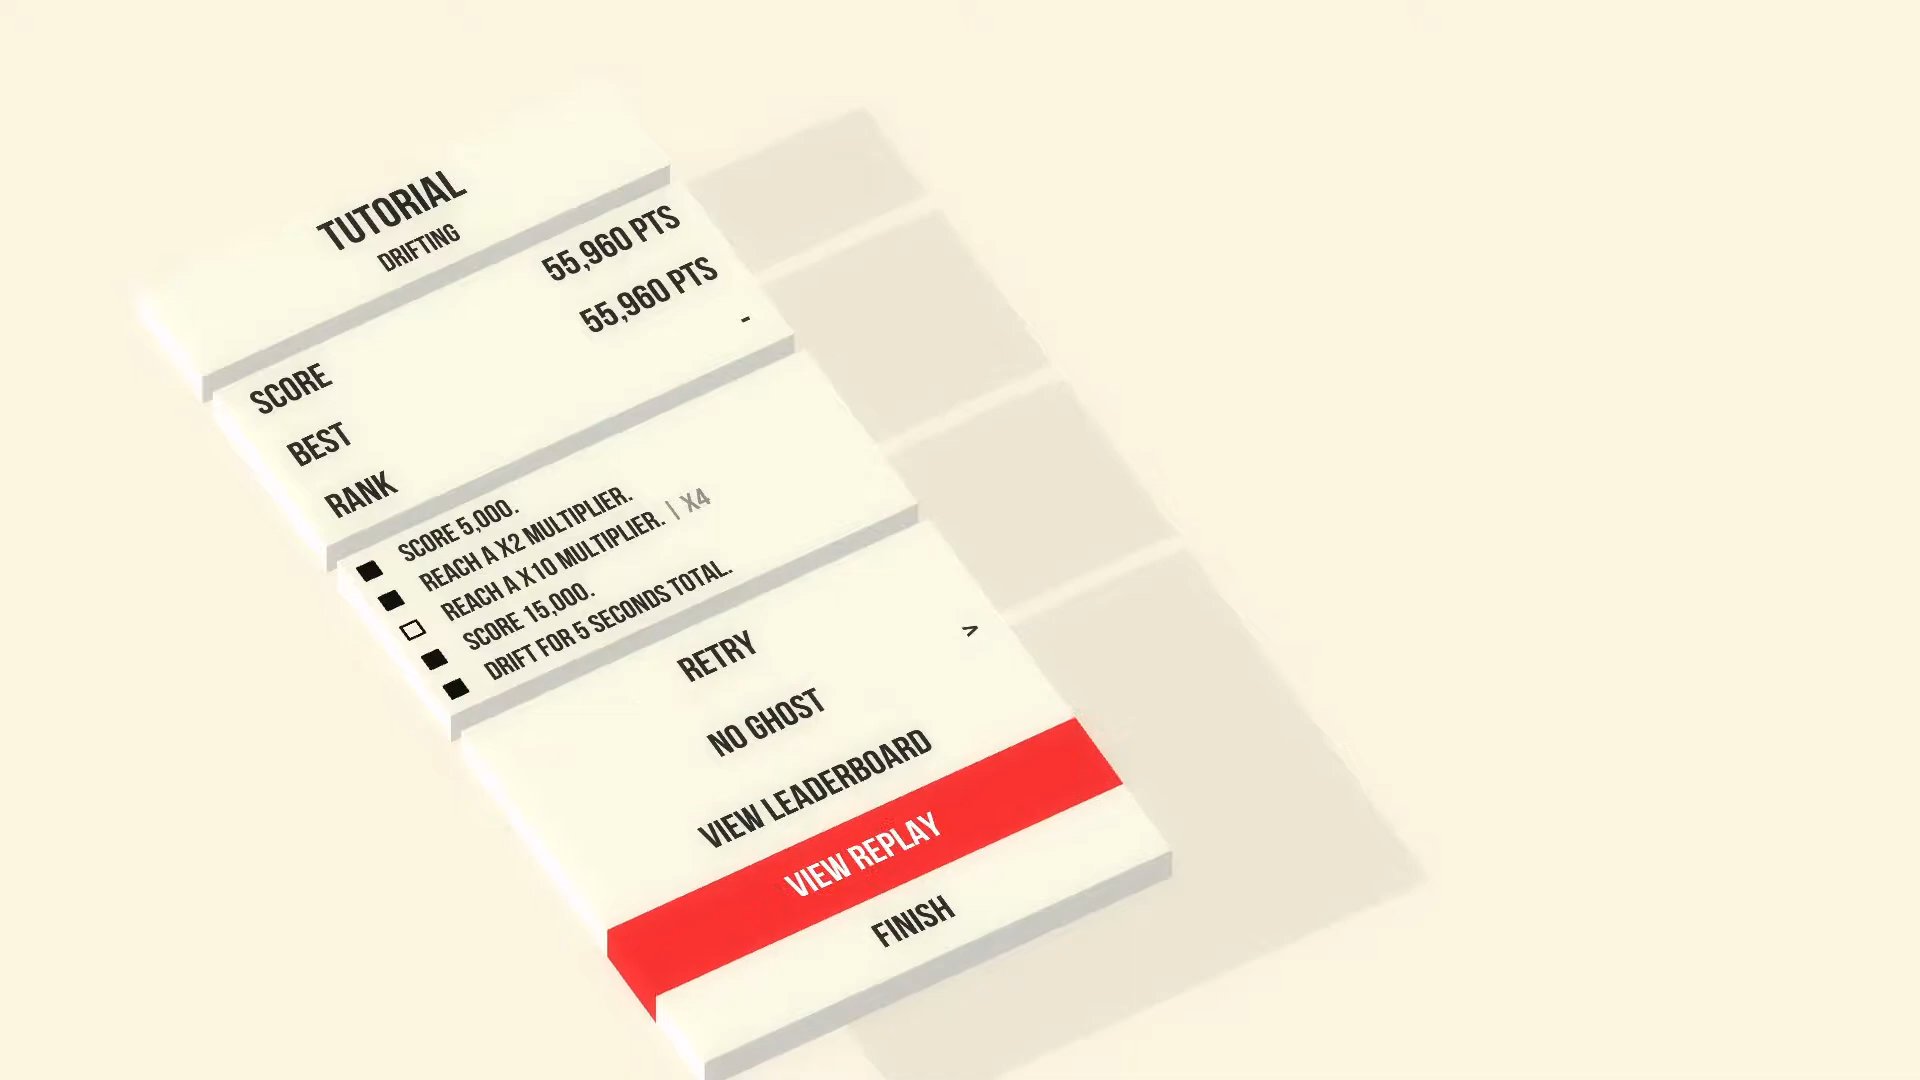 TUTORIAL
DRIFTING
SCORE 55,960 PTS
BEST 55,960 PTS
RANK -
SCORE 5,000.
REACH A X2 MULTIPLIER.
REACH A X10 MULTIPLIER. | X4
SCORE 15,000.
DRIFT FOR 5 SECONDS TOTAL.
RETRY
NO GHOST >
VIEW LEADERBOARD
VIEW REPLAY
FINISH